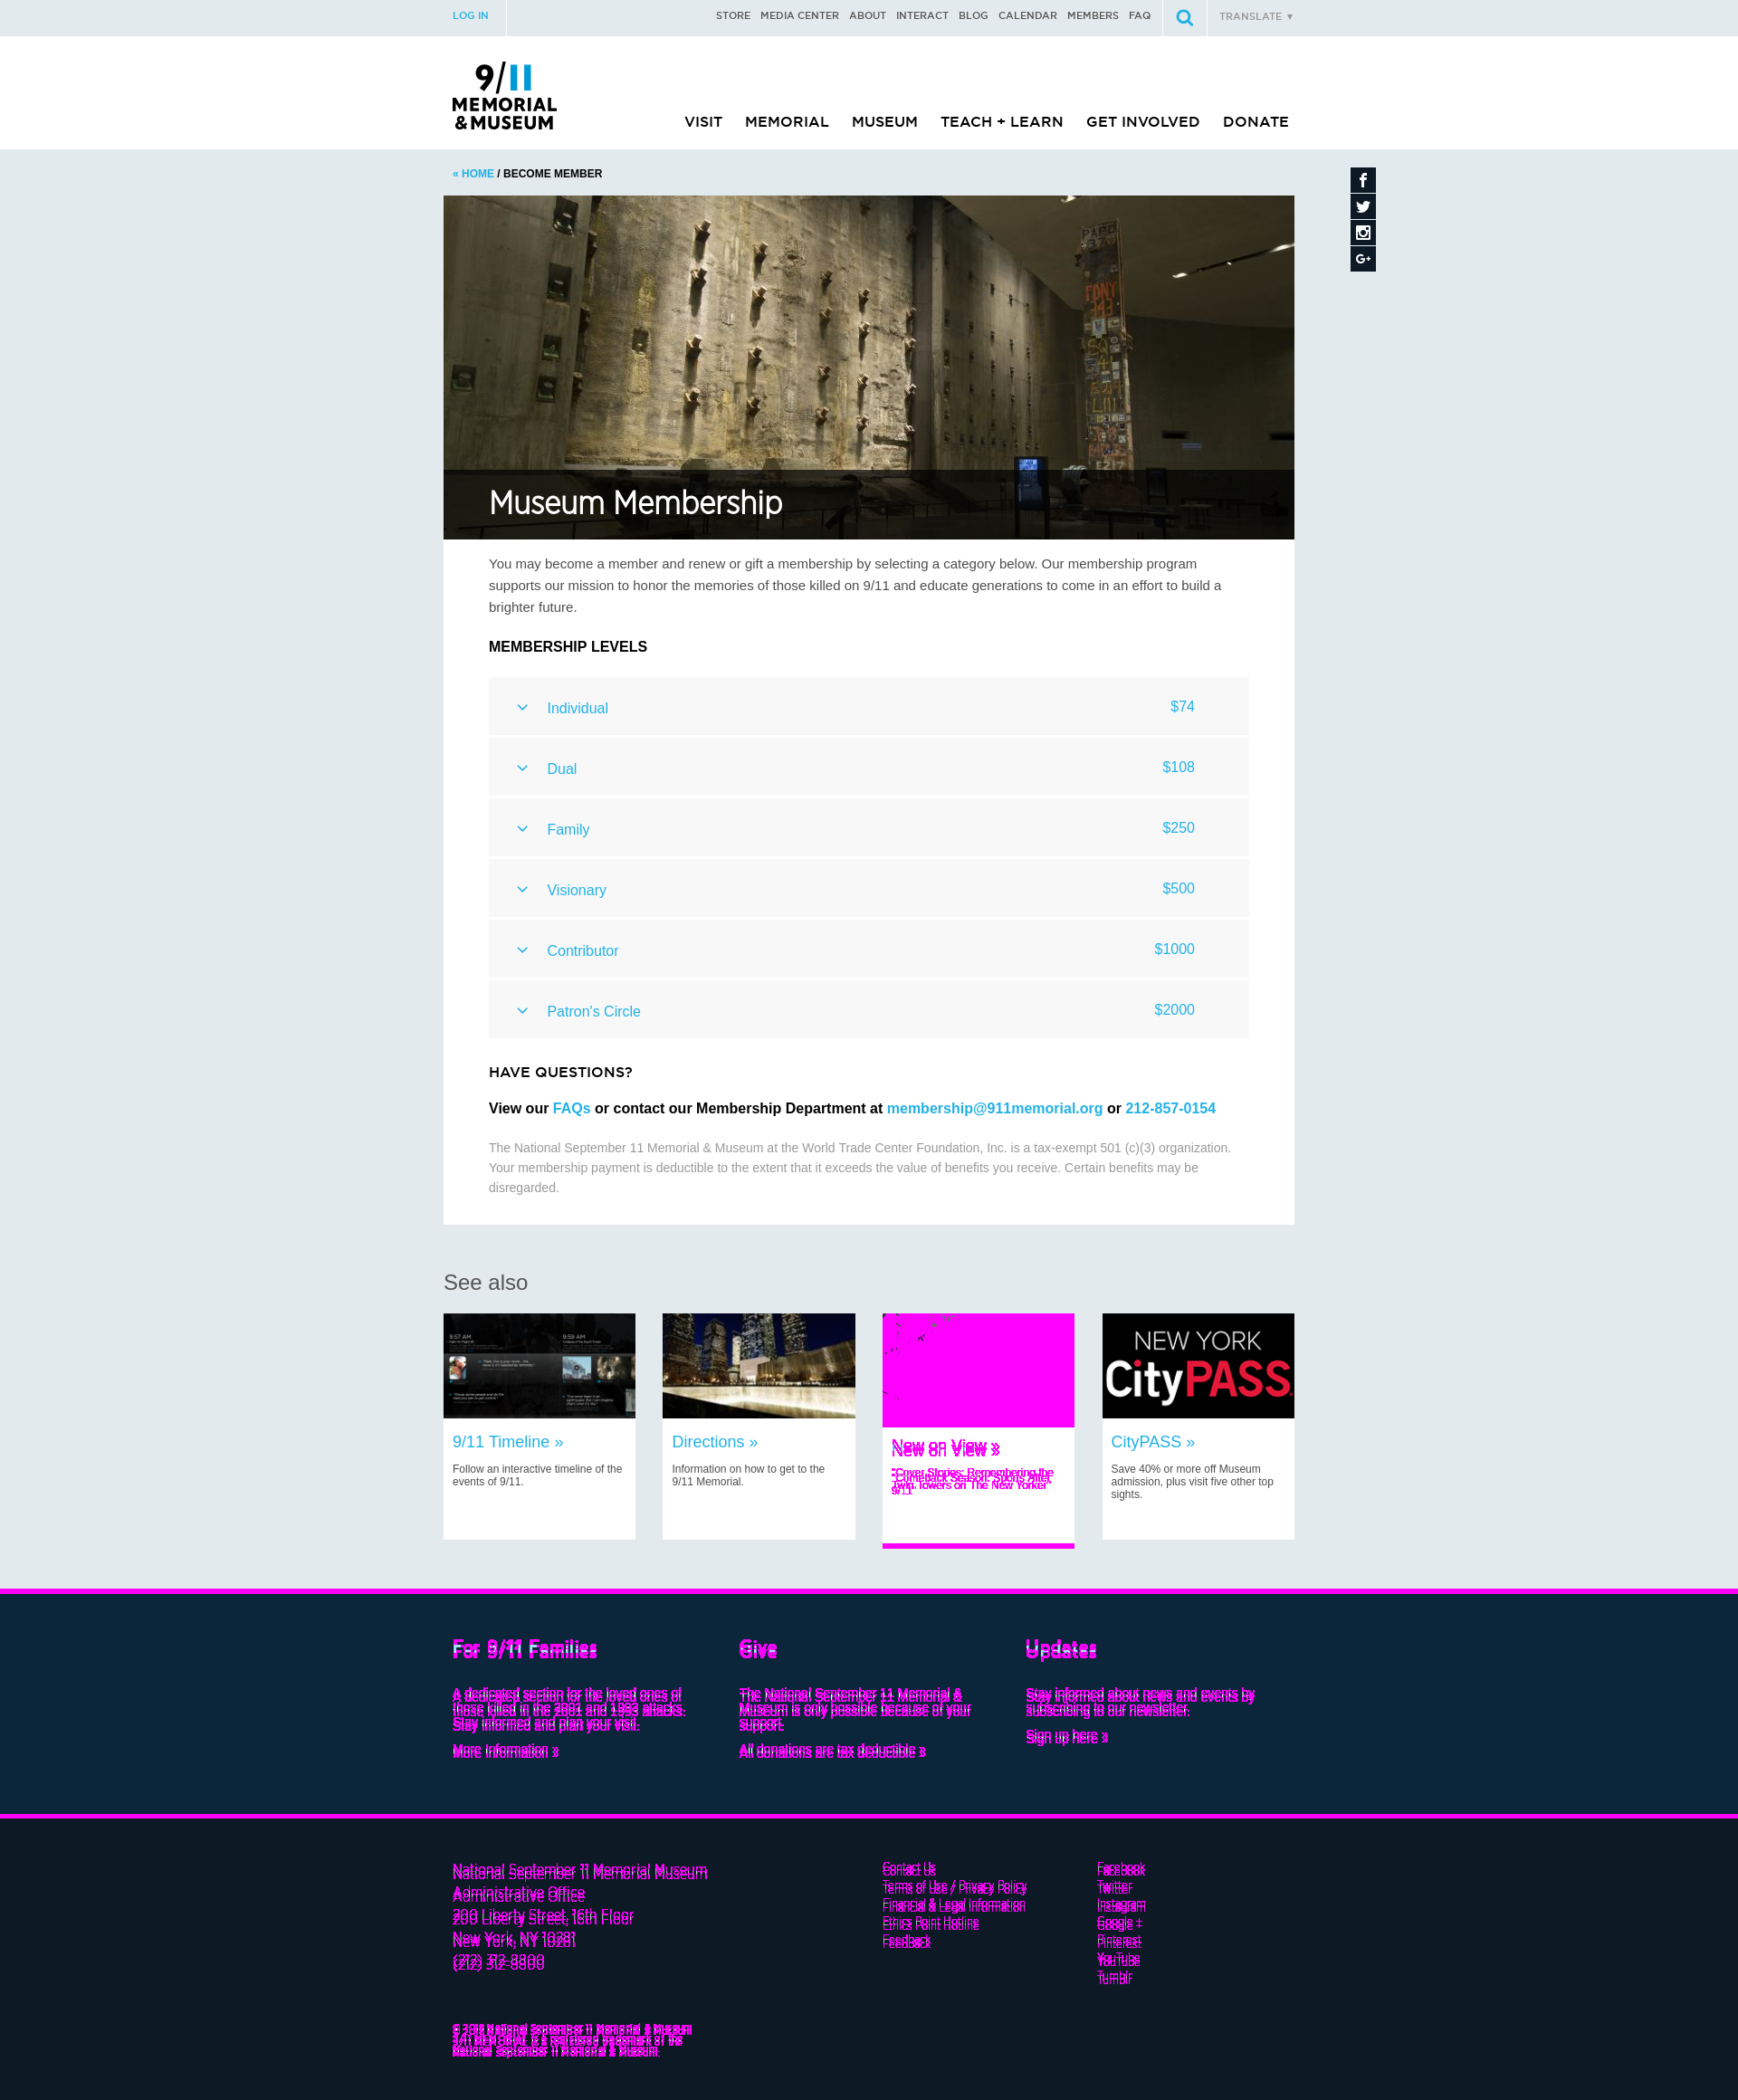 LOG IN
STORE MEDIA CENTER ABOUT INTERACT BLOG CALENDAR MEMBERS FAQ
TRANSLATE ▼
9/11
MEMORIAL
& MUSEUM
VISIT MEMORIAL MUSEUM TEACH + LEARN GET INVOLVED DONATE
« HOME / BECOME MEMBER
PAPD
37
FDNY
343
Museum Membership
You may become a member and renew or gift a membership by selecting a category below. Our membership program
supports our mission to honor the memories of those killed on 9/11 and educate generations to come in an effort to build a
brighter future.
MEMBERSHIP LEVELS
Individual $74
Dual $108
Family $250
Visionary $500
Contributor $1000
Patron's Circle $2000
HAVE QUESTIONS?
View our FAQs or contact our Membership Department at membership@911memorial.org or 212-857-0154
The National September 11 Memorial & Museum at the World Trade Center Foundation, Inc. is a tax-exempt 501 (c)(3) organization.
Your membership payment is deductible to the extent that it exceeds the value of benefits you receive. Certain benefits may be
disregarded.
See also
9:57 AM
9:59 AM
NEW YORK
CityPASS
9/11 Timeline »
Follow an interactive timeline of the
events of 9/11.
Directions »
Information on how to get to the
9/11 Memorial.
New on View »
"Cover Stories: Remembering the
Twin Towers on The New Yorker"
"Comeback Season: Sports After
9/11"
CityPASS »
Save 40% or more off Museum
admission, plus visit five other top
sights.
For 9/11 Families
A dedicated section for the loved ones of
those killed in the 2001 and 1993 attacks.
Stay informed and plan your visit.
More Information »
Give
The National September 11 Memorial &
Museum is only possible because of your
support.
All donations are tax deductible »
Updates
Stay informed about news and events by
subscribing to our newsletter.
Sign up here »
National September 11 Memorial Museum
Administrative Office
200 Liberty Street, 16th Floor
New York, NY 10281
(212) 312-8800
Contact Us
Terms of Use / Privacy Policy
Financial & Legal Information
Ethics Point Hotline
Feedback
Facebook
Twitter
Instagram
Google +
Pinterest
YouTube
Tumblr
National September 11 Memorial & Museum
National September 11 Memorial & Museum.